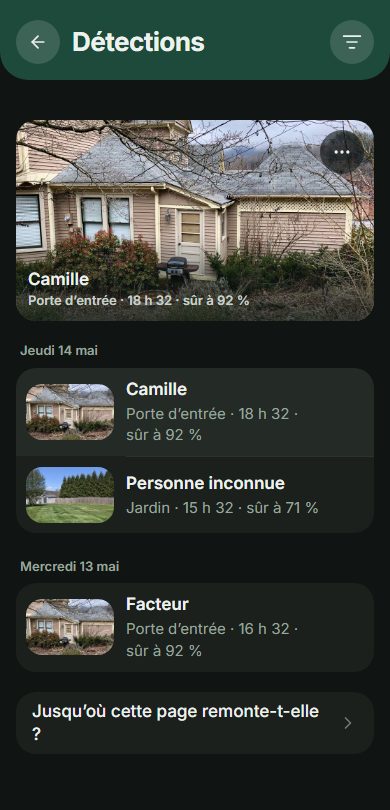 Détections
Camille
Porte d’entrée · 18 h 32 · sûr à 92 %
Jeudi 14 mai
Camille
Porte d’entrée · 18 h 32 ·
sûr à 92 %
Personne inconnue
Jardin · 15 h 32 · sûr à 71 %
Mercredi 13 mai
Facteur
Porte d’entrée · 16 h 32 ·
sûr à 92 %
Jusqu’où cette page remonte-t-elle
?